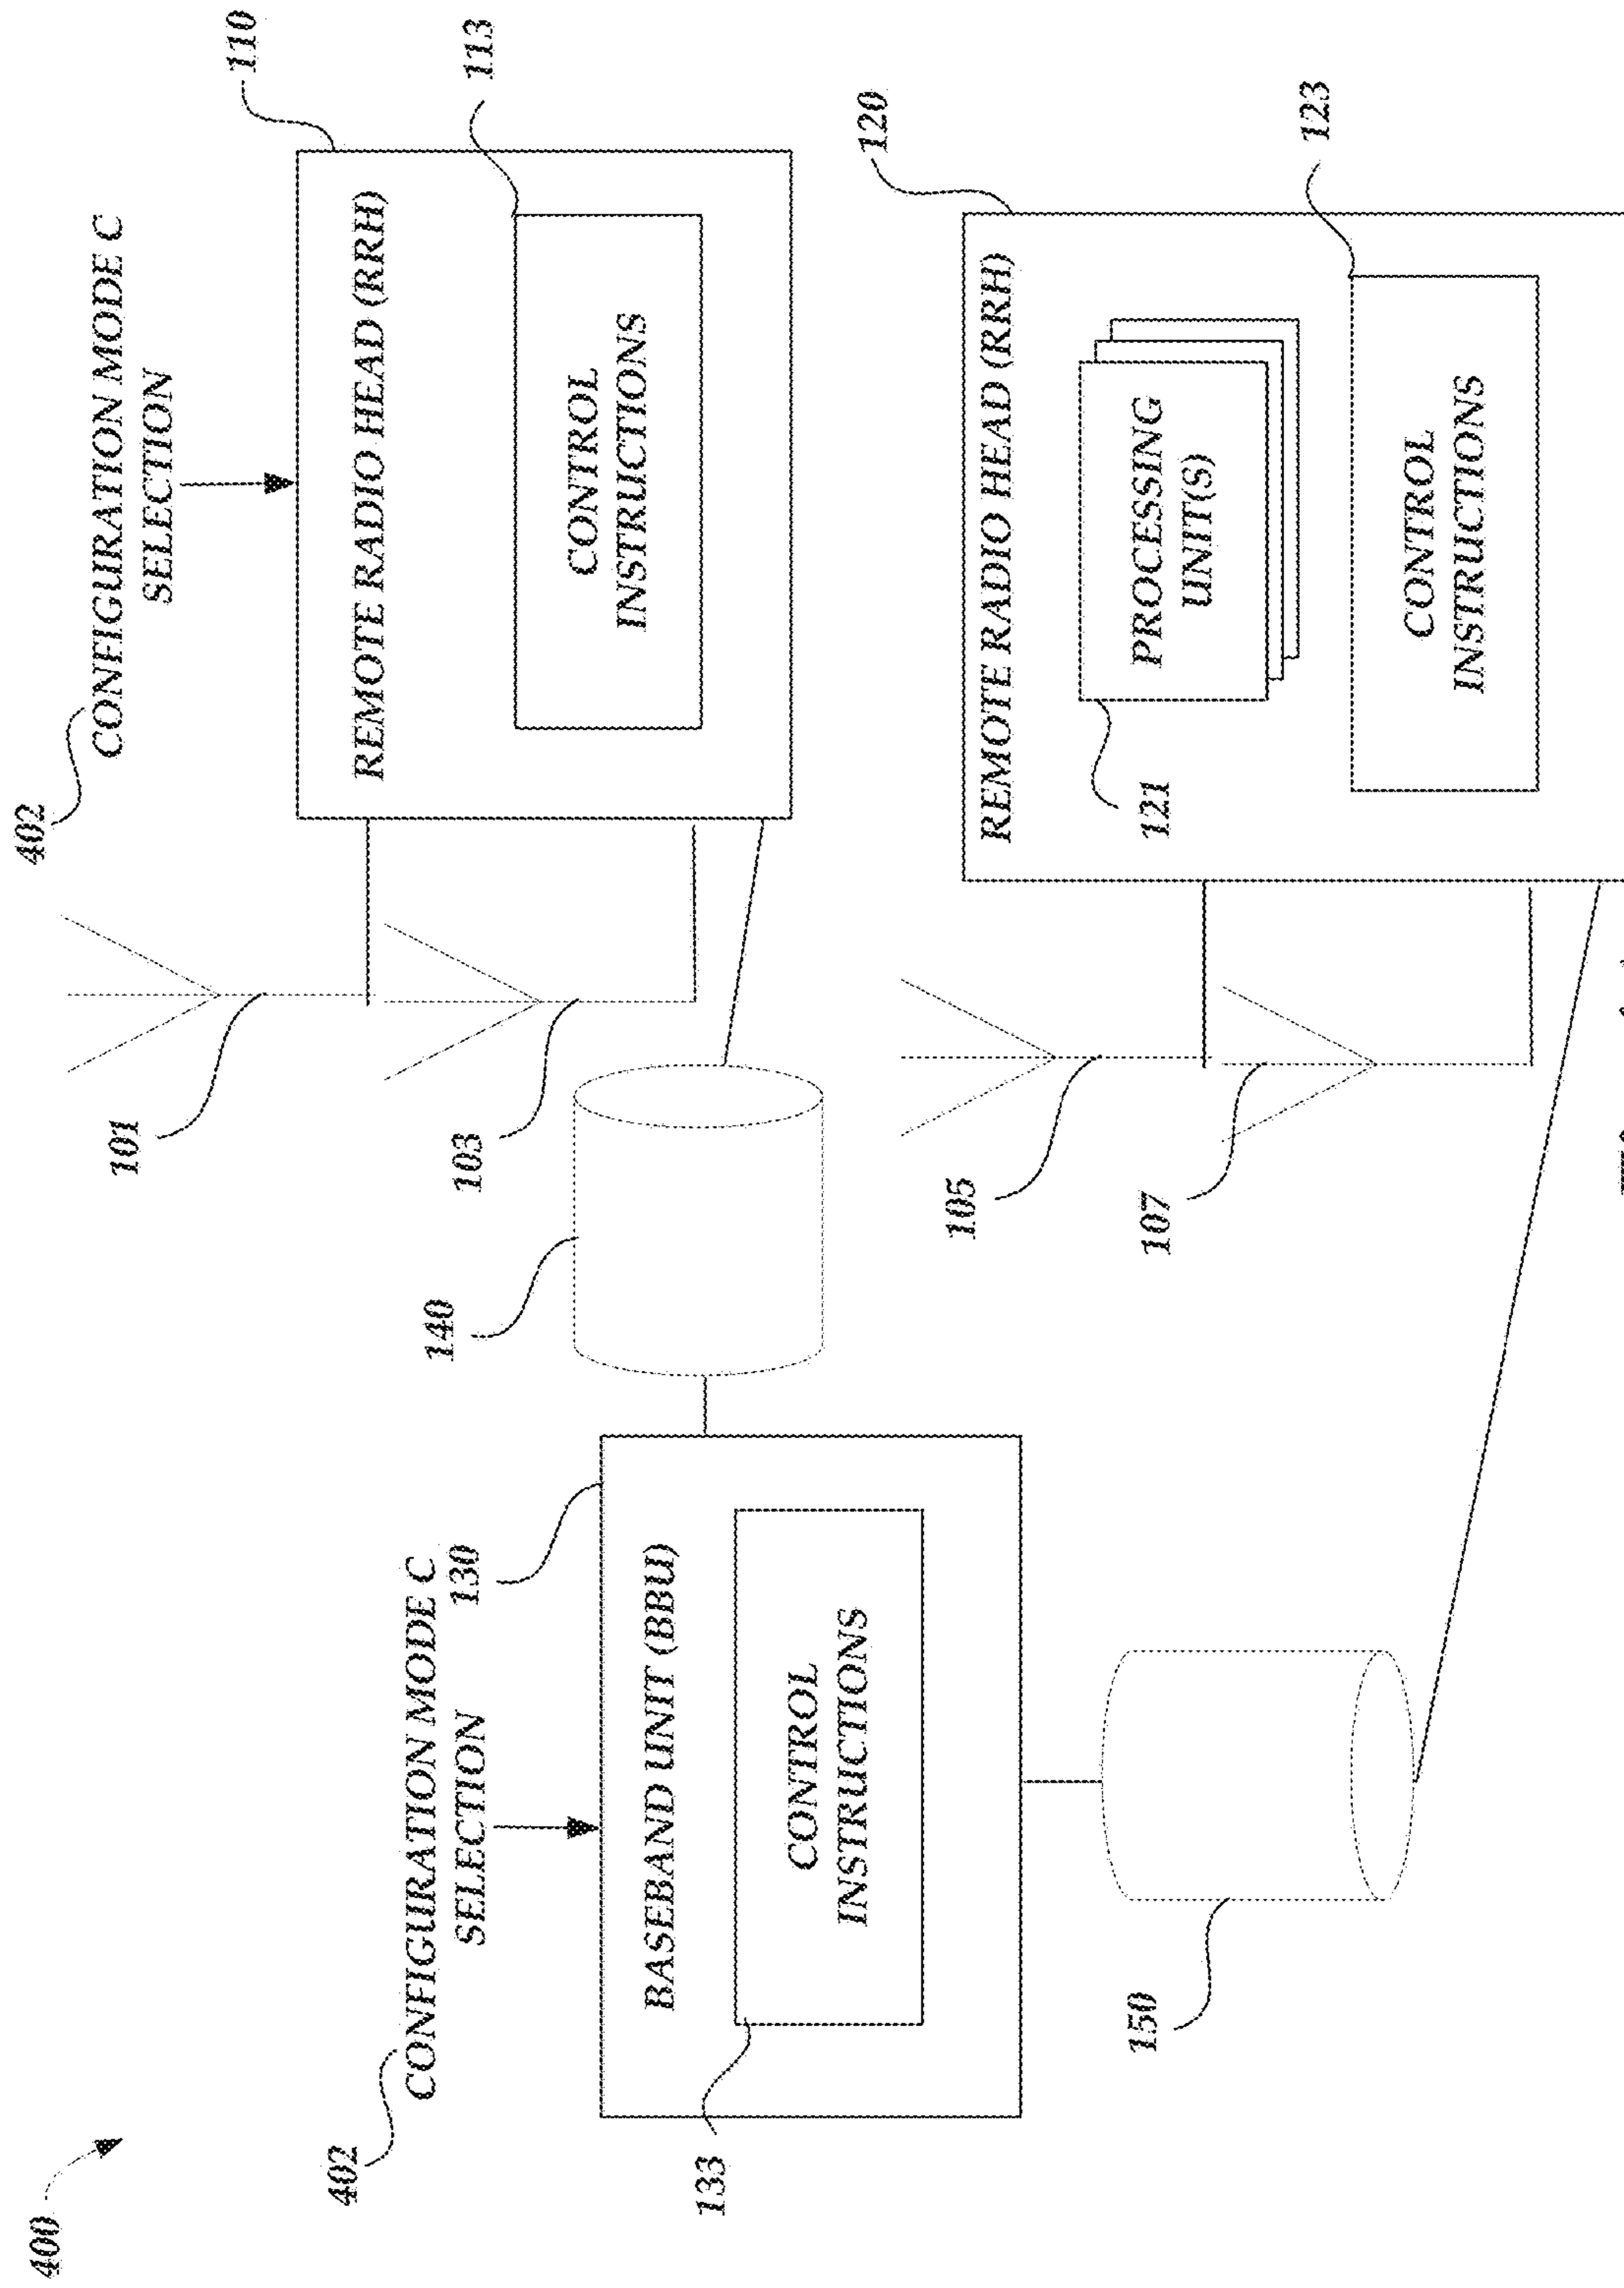 400
402
CONFIGURATION MODE C
SELECTION
110
REMOTE RADIO HEAD (RRH)
113
CONTROL
INSTRUCTIONS
101
103
140
402
CONFIGURATION MODE C
SELECTION
130
BASEBAND UNIT (BBU)
133
CONTROL
INSTRUCTIONS
150
120
REMOTE RADIO HEAD (RRH)
PROCESSING
UNIT(S)
121
123
CONTROL
INSTRUCTIONS
105
107